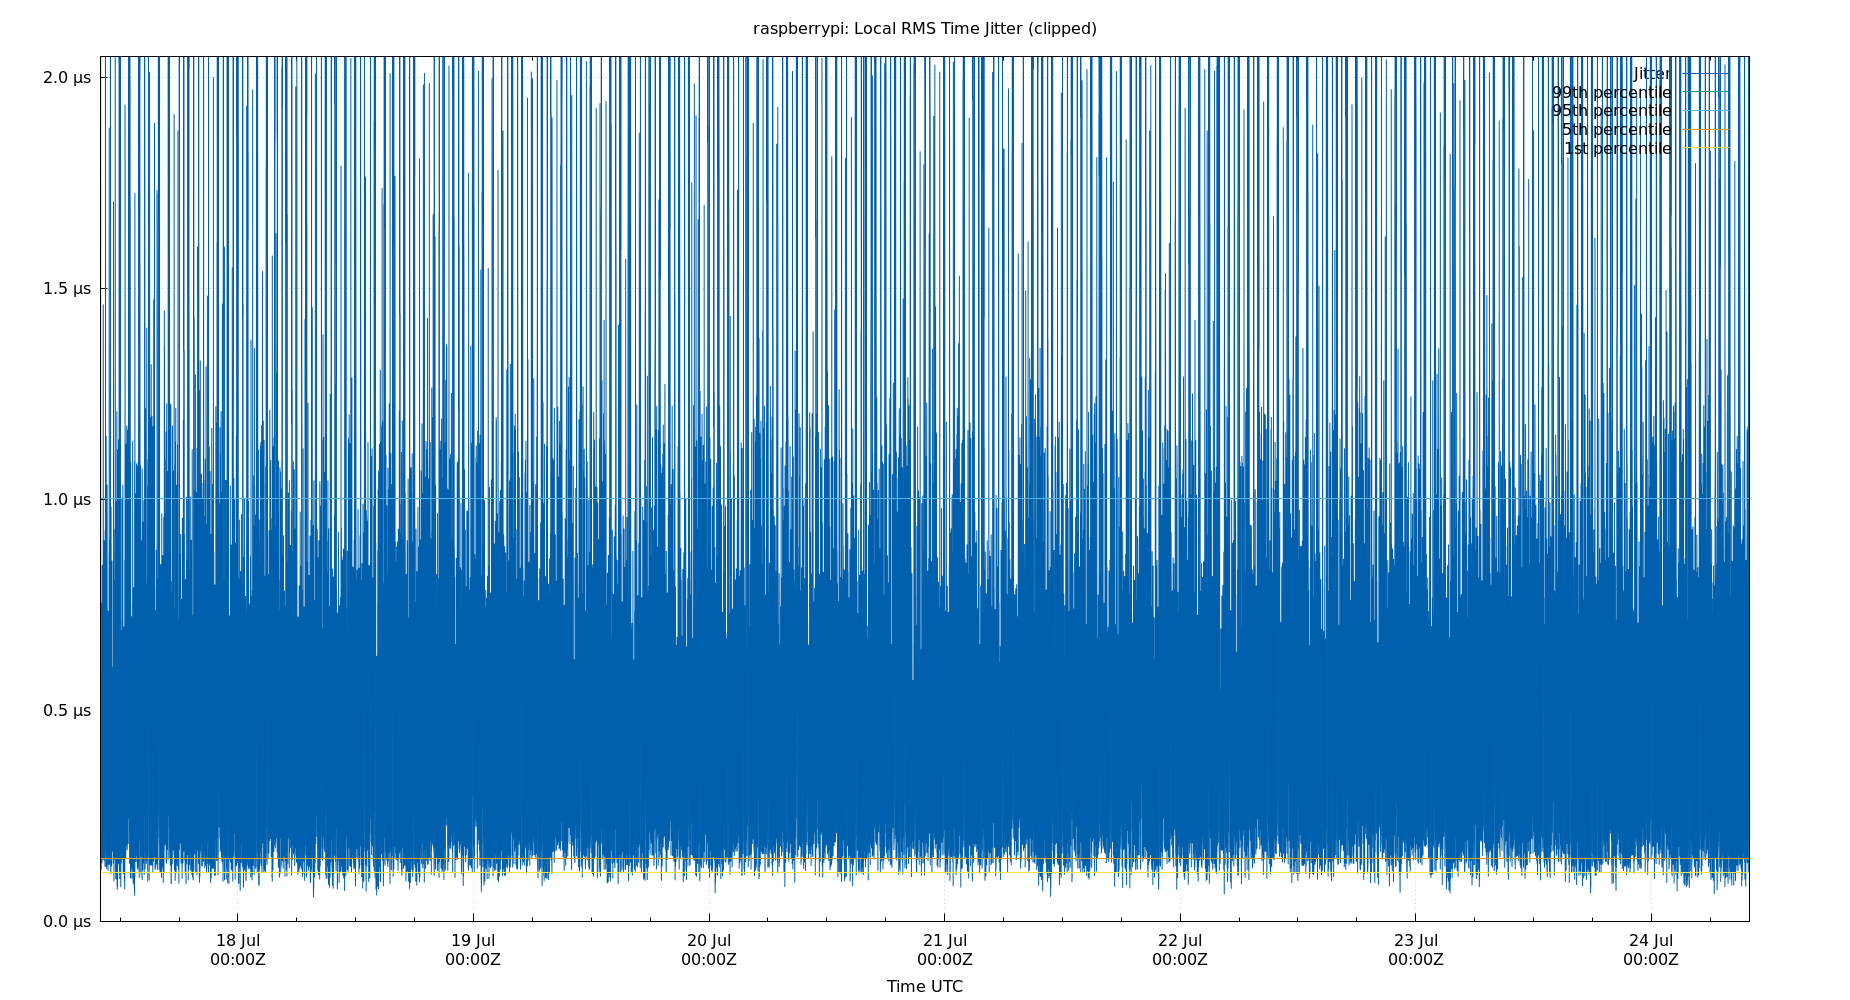 raspberrypi: Local RMS Time Jitter (clipped)
2.0 µs
1.5 µs
1.0 µs
0.5 µs
0.0 µs
Jitter
99th percentile
95th percentile
5th percentile
1st percentile
18 Jul
00:00Z
19 Jul
00:00Z
20 Jul
00:00Z
21 Jul
00:00Z
22 Jul
00:00Z
23 Jul
00:00Z
24 Jul
00:00Z
Time UTC